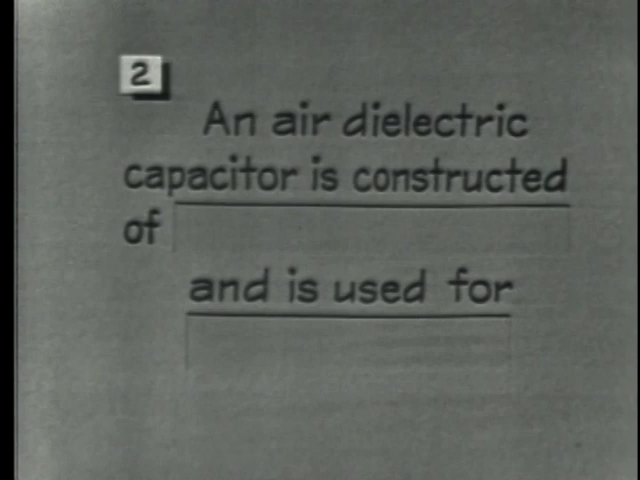 2
An air dielectric
capacitor is constructed
of
and is used for